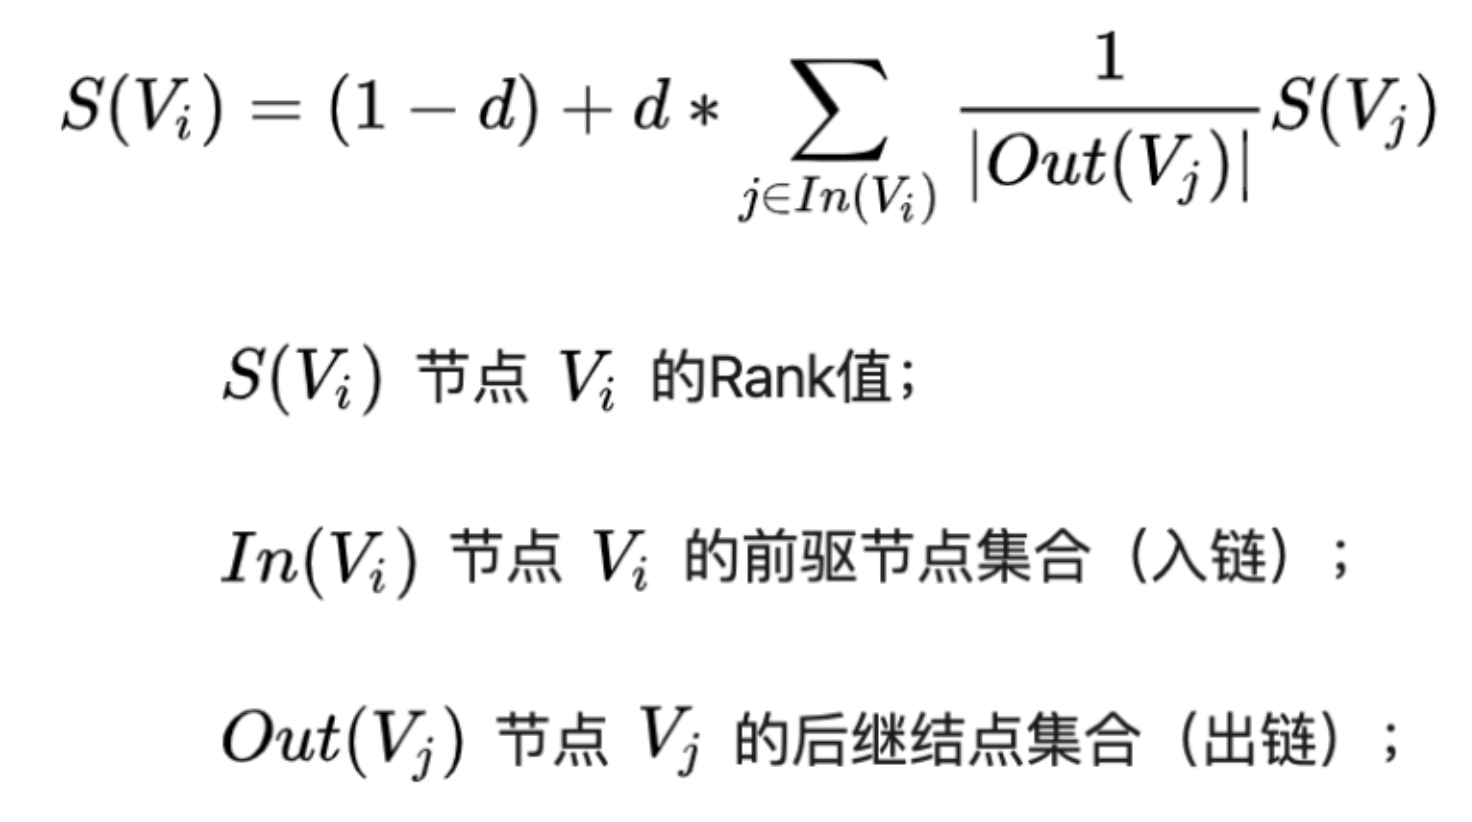 S(V_i) = (1 − d) + d * ∑_{j∈In(V_i)} \frac{1}{|Out(V_j)|} S(V_j)
S(V_i) 节点 V_i 的Rank值；
In(V_i) 节点 V_i 的前驱节点集合（入链）；
Out(V_j) 节点 V_j 的后继结点集合（出链）；